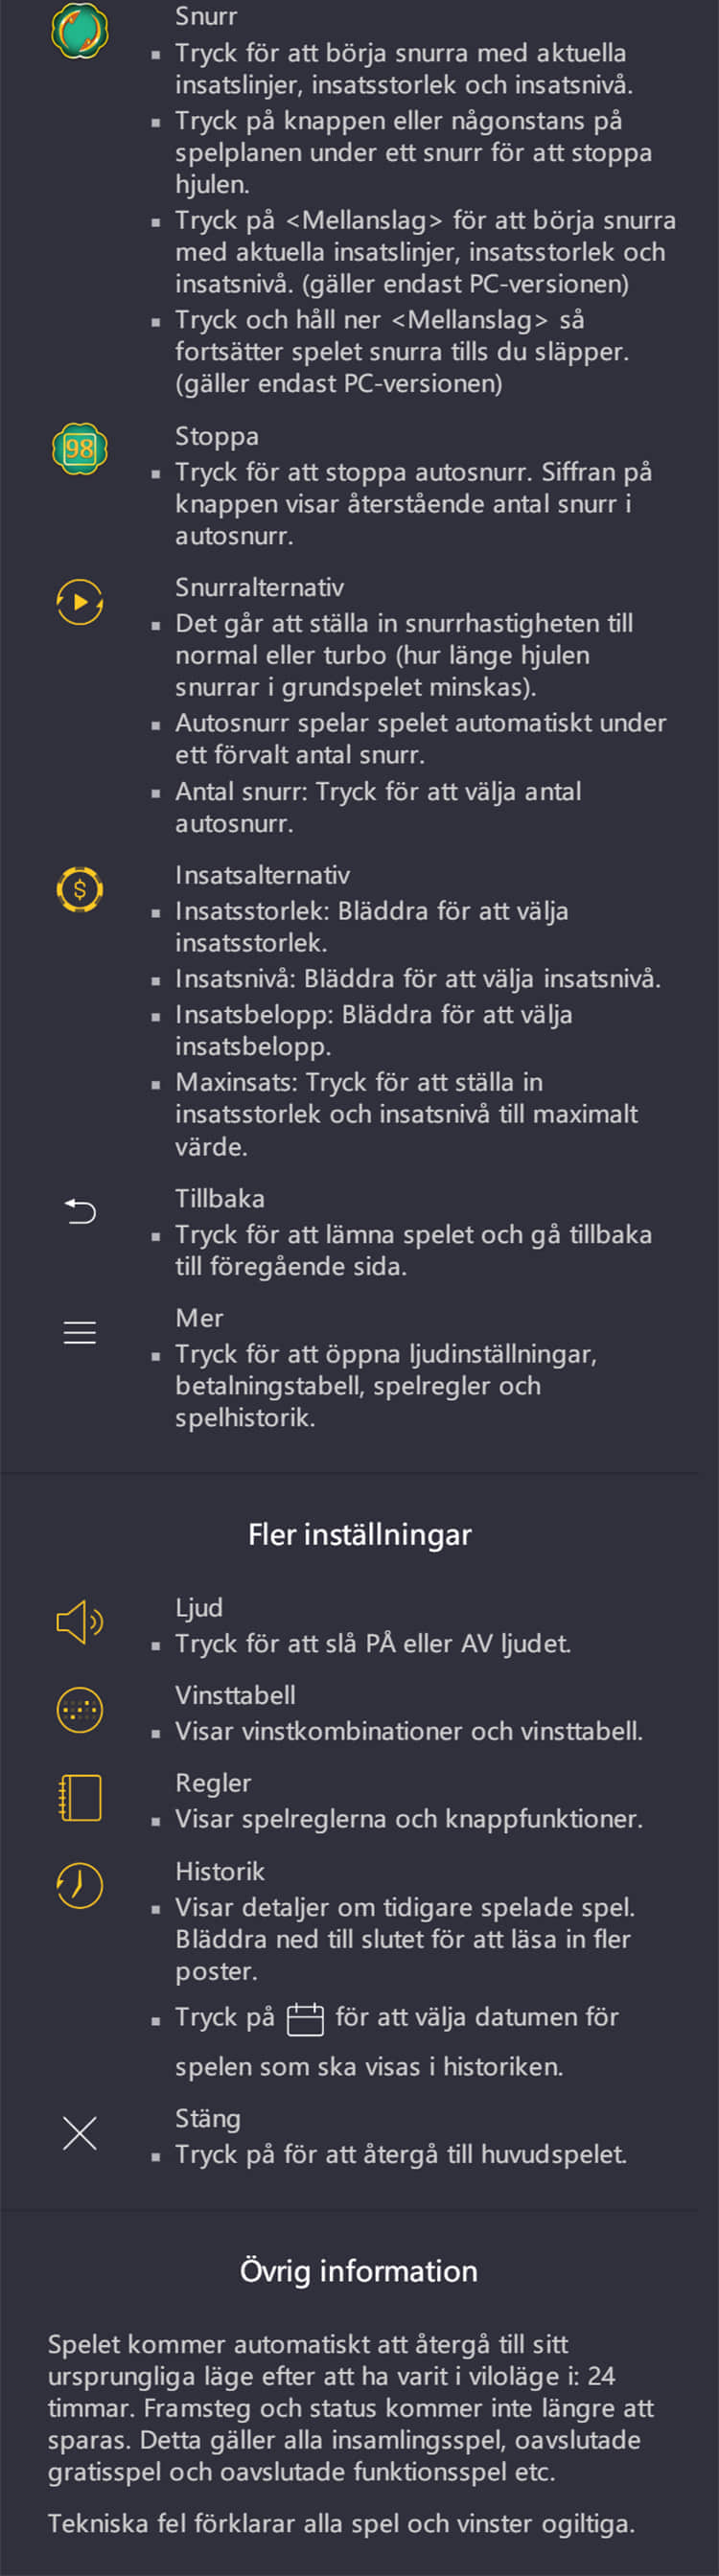 Snurr
▪ Tryck för att börja snurra med aktuella
insatslinjer, insatsstorlek och insatsnivå.
▪ Tryck på knappen eller någonstans på
spelplanen under ett snurr för att stoppa
hjulen.
▪ Tryck på <Mellanslag> för att börja snurra
med aktuella insatslinjer, insatsstorlek och
insatsnivå. (gäller endast PC-versionen)
▪ Tryck och håll ner <Mellanslag> så
fortsätter spelet snurra tills du släpper.
(gäller endast PC-versionen)
98
Stoppa
▪ Tryck för att stoppa autosnurr. Siffran på
knappen visar återstående antal snurr i
autosnurr.
Snurralternativ
▪ Det går att ställa in snurrhastigheten till
normal eller turbo (hur länge hjulen
snurrar i grundspelet minskas).
▪ Autosnurr spelar spelet automatiskt under
ett förvalt antal snurr.
▪ Antal snurr: Tryck för att välja antal
autosnurr.
$
Insatsalternativ
▪ Insatsstorlek: Bläddra för att välja
insatsstorlek.
▪ Insatsnivå: Bläddra för att välja insatsnivå.
▪ Insatsbelopp: Bläddra för att välja
insatsbelopp.
▪ Maxinsats: Tryck för att ställa in
insatsstorlek och insatsnivå till maximalt
värde.
Tillbaka
▪ Tryck för att lämna spelet och gå tillbaka
till föregående sida.
Mer
▪ Tryck för att öppna ljudinställningar,
betalningstabell, spelregler och
spelhistorik.
Fler inställningar
Ljud
▪ Tryck för att slå PÅ eller AV ljudet.
Vinsttabell
▪ Visar vinstkombinationer och vinsttabell.
Regler
▪ Visar spelreglerna och knappfunktioner.
Historik
▪ Visar detaljer om tidigare spelade spel.
Bläddra ned till slutet för att läsa in fler
poster.
▪ Tryck på för att välja datumen för
spelen som ska visas i historiken.
Stäng
▪ Tryck på för att återgå till huvudspelet.
Övrig information
Spelet kommer automatiskt att återgå till sitt
ursprungliga läge efter att ha varit i viloläge i: 24
timmar. Framsteg och status kommer inte längre att
sparas. Detta gäller alla insamlingsspel, oavslutade
gratisspel och oavslutade funktionsspel etc.
Tekniska fel förklarar alla spel och vinster ogiltiga.